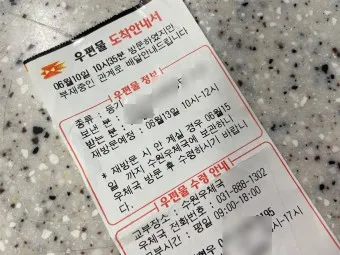 우편물 도착안내서
06월10일 10시35분 방문하였지만
부재중인 관계로 배달안내드립니다
우편물 정보
종류 : 등기
보낸 분 :
받는 분 :
재방문예정 : 06월13일 10시-12시
* 재방문 시 안 계실 경우 06월15
일 까지 수원우체국에 보관하니
우체국 방문 후 수령하시기 바랍니
다.
우편물 수령 안내
교부장소 : 수원우체국
우체국 전화번호 : 031-888-1302
교부시간 : 평일 09:00-18:00